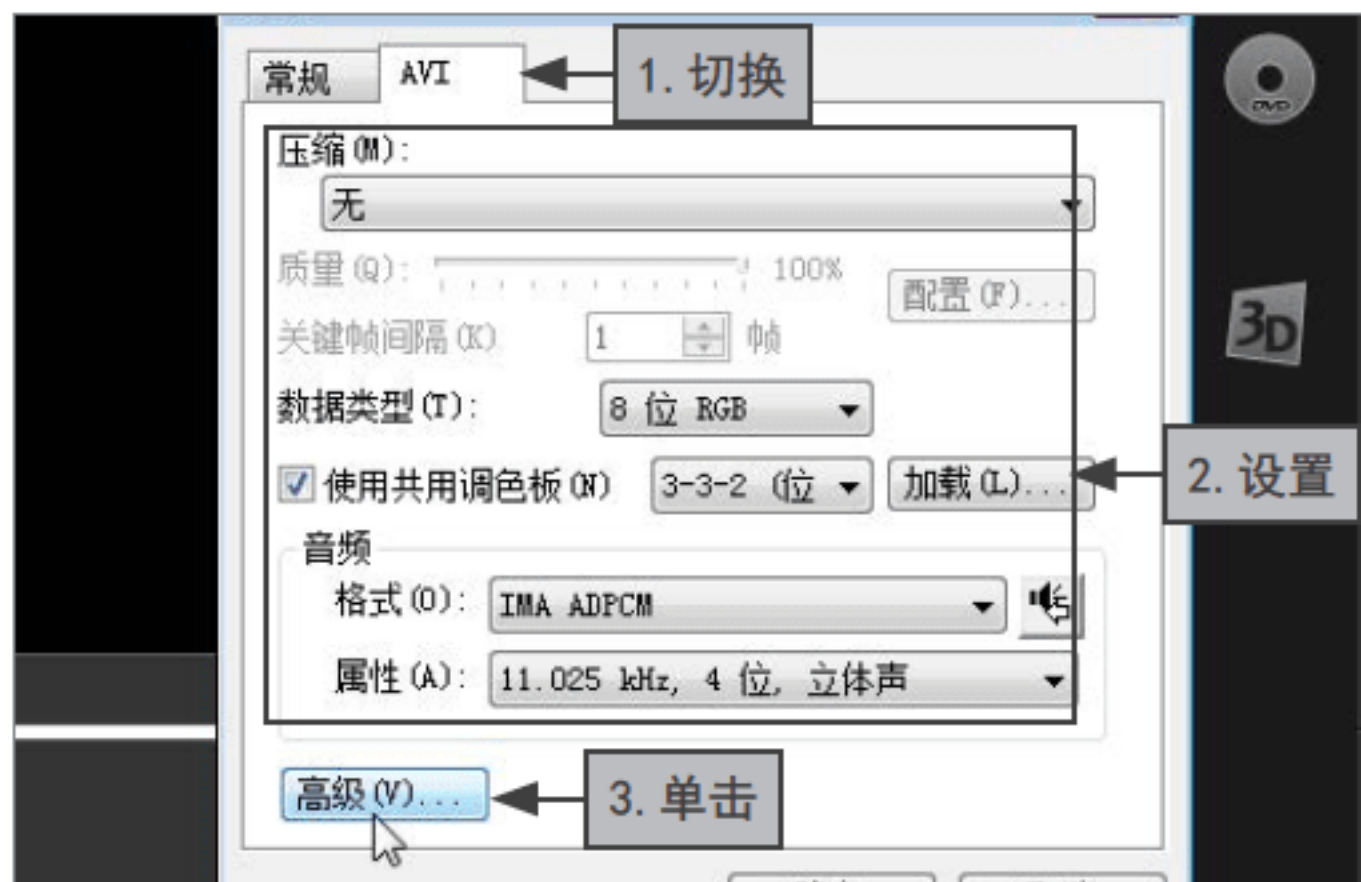 常规 AVI 1. 切换
DVD
压缩(M):
无
质量(Q): 100%
配置(F)...
关键帧间隔(K) 1 帧
3D
数据类型(T): 8 位 RGB
使用共用调色板(N) 3-3-2 (位 加载(L)...
2. 设置
音频
格式(O): IMA ADPCM
属性(A): 11.025 kHz, 4 位, 立体声
高级(V)... 3. 单击